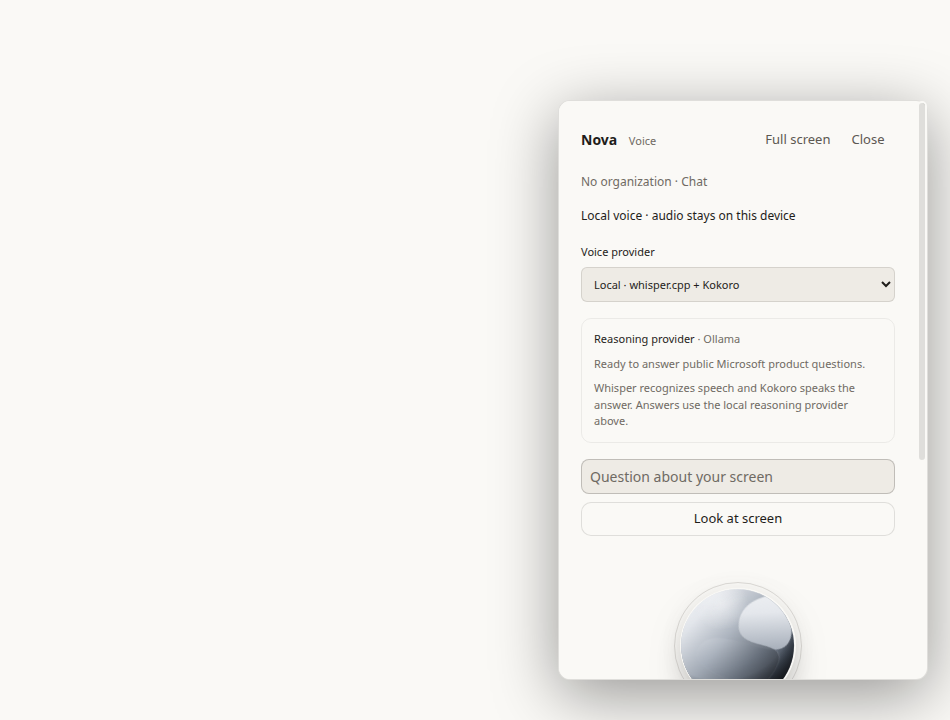 Nova Voice Full screen Close
No organization · Chat
Local voice · audio stays on this device
Voice provider
Local · whisper.cpp + Kokoro
Reasoning provider · Ollama
Ready to answer public Microsoft product questions.
Whisper recognizes speech and Kokoro speaks the
answer. Answers use the local reasoning provider
above.
Question about your screen
Look at screen